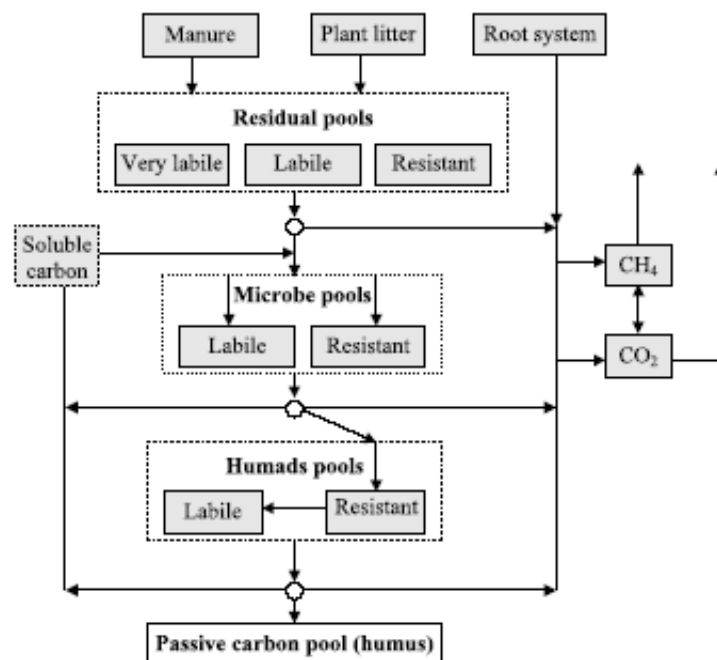 Manure
Plant litter
Root system
Residual pools
Very labile
Labile
Resistant
Soluble
carbon
CH₄
Microbe pools
Labile
Resistant
CO₂
Humads pools
Labile
Resistant
Passive carbon pool (humus)